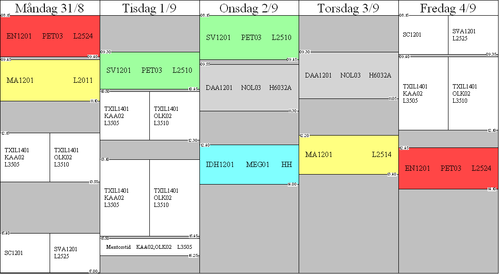 Måndag 31/8
Tisdag 1/9
Onsdag 2/9
Torsdag 3/9
Fredag 4/9
EN1201 PET03 L2524
MA1201 L2011
TXIL1401
KAA02
L3505
TXIL1401
OLK02
L3510
SC1201
SVA1201
L2525
SV1201 PET03 L2510
TXIL1401
KAA02
L3505
TXIL1401
OLK02
L3510
TXIL1401
KAA02
L3505
TXIL1401
OLK02
L3510
Mentorstid KAA02,OLK02 L3505
SV1201 PET03 L2510
DAA1201 NOL03 H6032A
IDH1201 MEG01 HH
DAA1201 NOL03 H6032A
MA1201 L2514
SC1201
SVA1201
L2525
TXIL1401
KAA02
L3505
TXIL1401
OLK02
L3510
EN1201 PET03 L2524